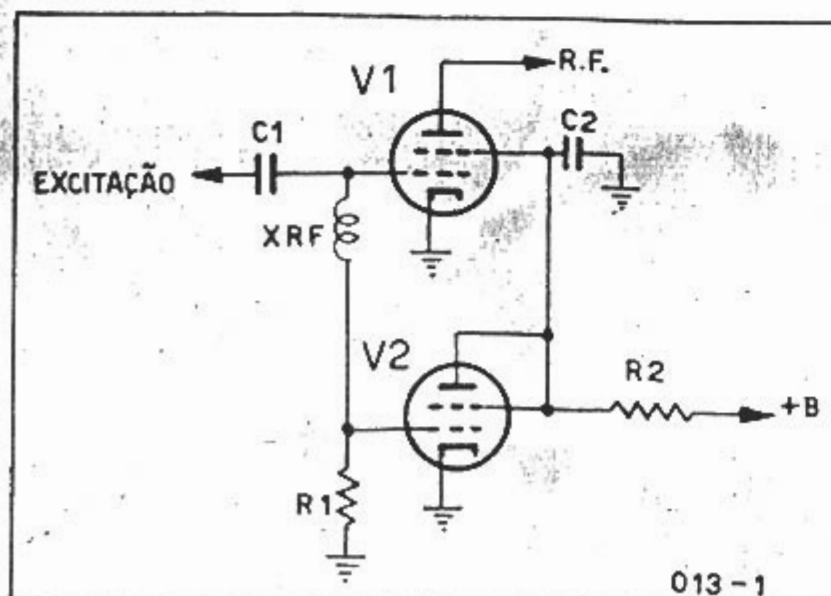 V1
R.F.
C1
C2
EXCITAÇÃO
XRF
V2
R2
+B
R1
013-1